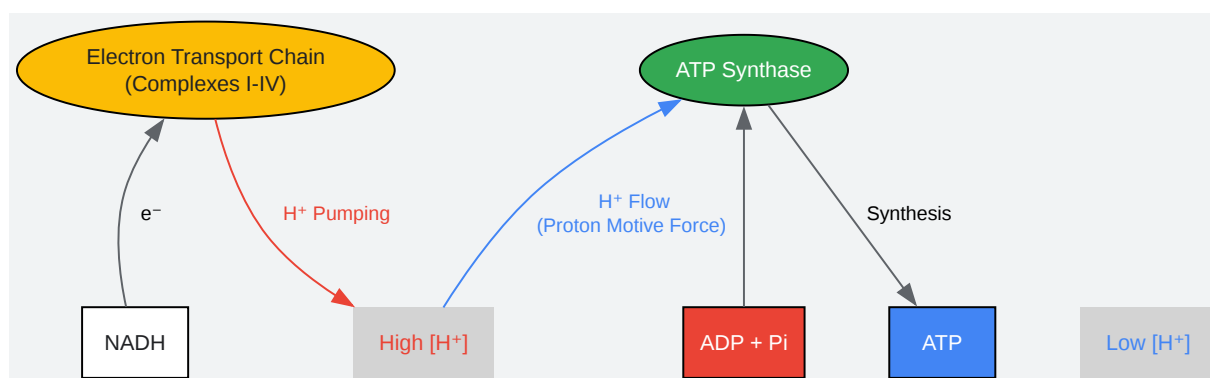 Electron Transport Chain
(Complexes I-IV)
ATP Synthase
e⁻
H⁺ Pumping
H⁺ Flow
(Proton Motive Force)
Synthesis
NADH
High [H⁺]
ADP + Pi
ATP
Low [H⁺]